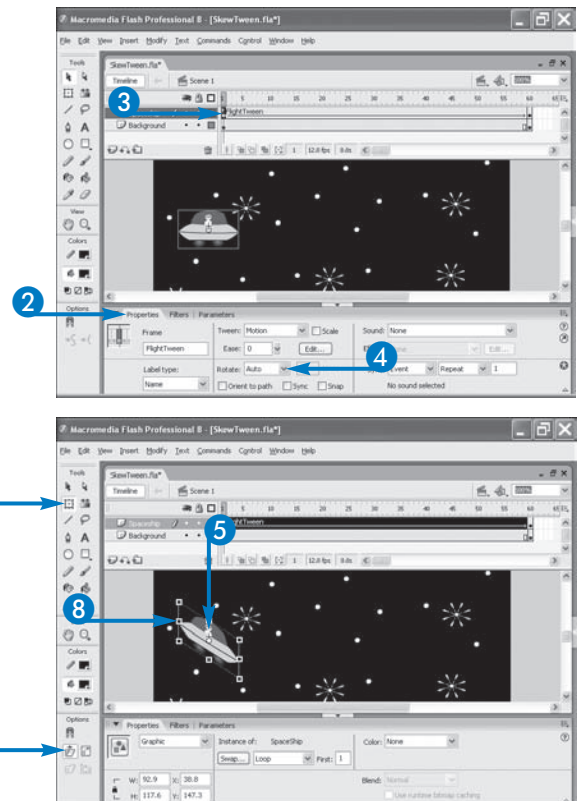 Macromedia Flash Professional 8 - [SkewTween.fla*]
File Edit View Insert Modify Text Commands Control Window Help
Tools
SkewTween.fla*
Timeline Scene 1
5 10 15 20 25 30 35 40 45 50 55 60 65
3
FlightTween
Background
1 12.0 fps 0.0s
View
Colors
Options
2
Properties Filters Parameters
Frame
FlightTween
Label type:
Name
Tween: Motion Scale
Ease: 0 Edit...
4
Rotate: Auto
Orient to path Sync Snap
Sound: None
Edit...
Event Repeat 1
No sound selected
Macromedia Flash Professional 8 - [SkewTween.fla*]
File Edit View Insert Modify Text Commands Control Window Help
Tools
SkewTween.fla*
Timeline Scene 1
5 10 15 20 25 30 35 40 45 50 55 60 65
Spaceship
5
Background
1 12.0 fps 0.0s
8
Colors
Options
Properties Filters Parameters
Graphic
Instance of: SpaceShip
Swap... Loop First: 1
Color: None
W: 92.9 X: 38.8
H: 117.6 Y: 147.3
Blend: Normal
Use runtime bitmap caching